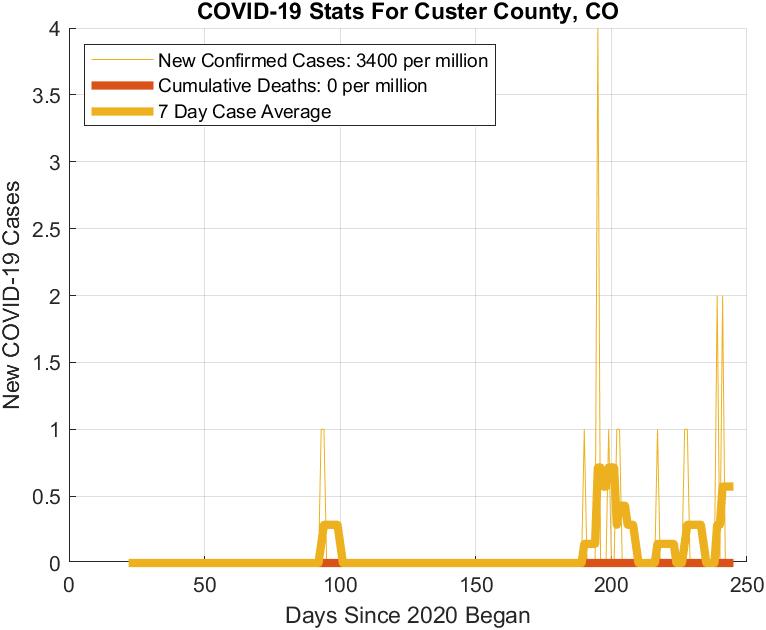 COVID-19 Stats For Custer County, CO
New Confirmed Cases: 3400 per million
Cumulative Deaths: 0 per million
7 Day Case Average
New COVID-19 Cases
4
3.5
3
2.5
2
1.5
1
0.5
0
0 50 100 150 200 250
Days Since 2020 Began